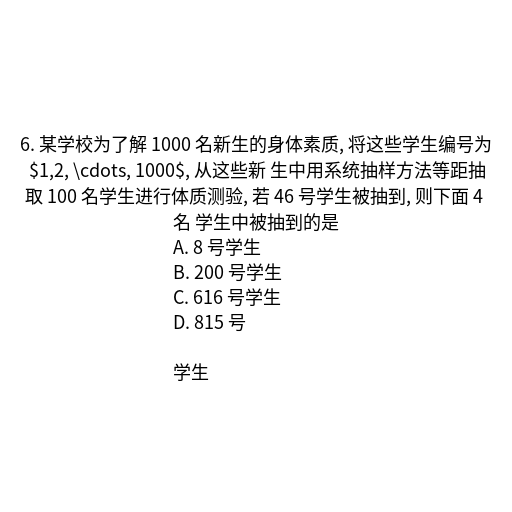 6. 某学校为了解 1000 名新生的身体素质, 将这些学生编号为
$1,2, \cdots, 1000$, 从这些新 生中用系统抽样方法等距抽
取 100 名学生进行体质测验, 若 46 号学生被抽到, 则下面 4
名 学生中被抽到的是
A. 8 号学生
B. 200 号学生
C. 616 号学生
D. 815 号
学生